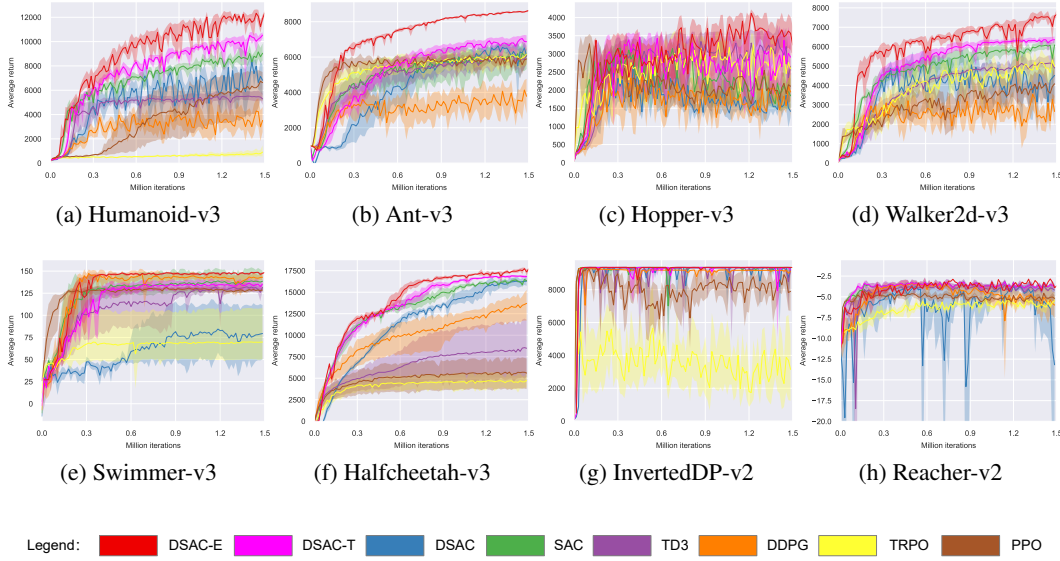 Average return
12000
10000
8000
6000
4000
2000
0
0.0 0.3 0.6 0.9 1.2 1.5
Million iterations
(a) Humanoid-v3
Average return
8000
6000
4000
2000
0
0.0 0.3 0.6 0.9 1.2 1.5
Million iterations
(b) Ant-v3
Average return
4000
3500
3000
2500
2000
1500
1000
500
0
0.0 0.3 0.6 0.9 1.2 1.5
Million iterations
(c) Hopper-v3
Average return
8000
7000
6000
5000
4000
3000
2000
1000
0
0.0 0.3 0.6 0.9 1.2 1.5
Million iterations
(d) Walker2d-v3
Average return
150
125
100
75
50
25
0
0.0 0.3 0.6 0.9 1.2 1.5
Million iterations
(e) Swimmer-v3
Average return
17500
15000
12500
10000
7500
5000
2500
0
0.0 0.3 0.6 0.9 1.2 1.5
Million iterations
(f) Halfcheetah-v3
Average return
8000
6000
4000
2000
0
0.0 0.3 0.6 0.9 1.2 1.5
Million iterations
(g) InvertedDP-v2
Average return
−2.5
−5.0
−7.5
−10.0
−12.5
−15.0
−17.5
−20.0
0.0 0.3 0.6 0.9 1.2 1.5
Million iterations
(h) Reacher-v2
Legend: DSAC-E DSAC-T DSAC SAC TD3 DDPG TRPO PPO